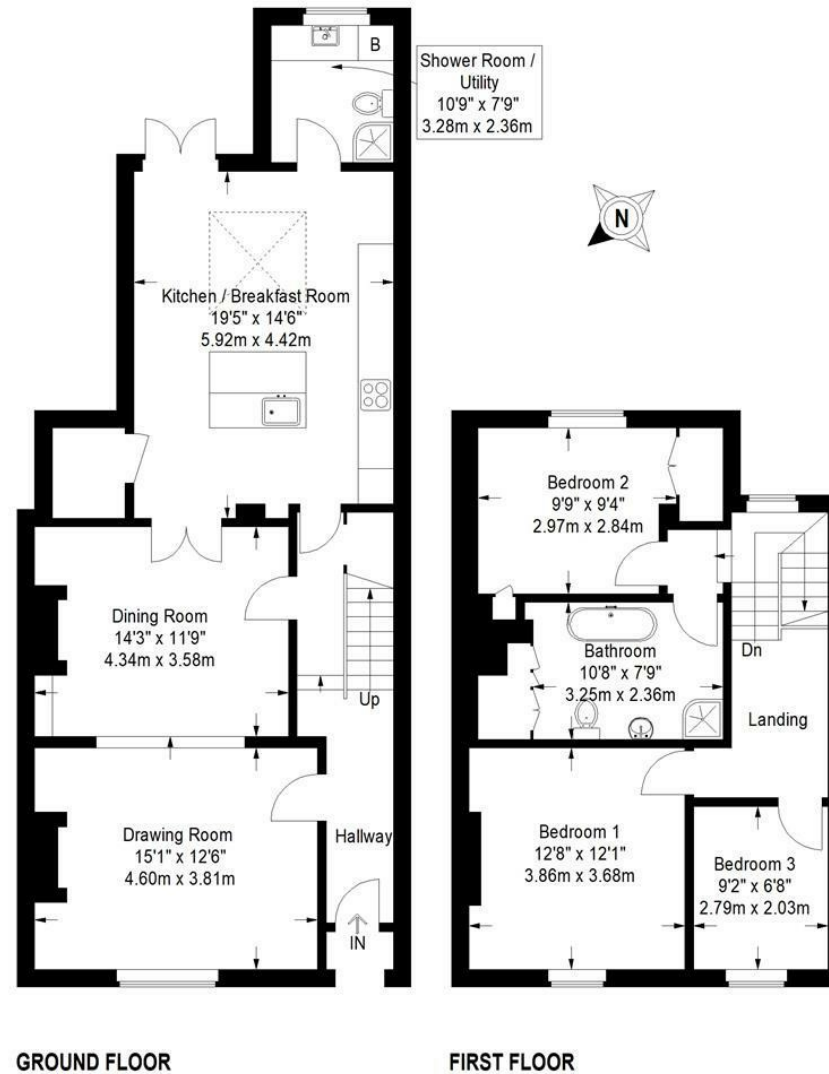 B
Shower Room /
Utility
10'9" x 7'9"
3.28m x 2.36m
N
Kitchen / Breakfast Room
19'5" x 14'6"
5.92m x 4.42m
Dining Room
14'3" x 11'9"
4.34m x 3.58m
Up
Drawing Room
15'1" x 12'6"
4.60m x 3.81m
Hallway
IN
Bedroom 2
9'9" x 9'4"
2.97m x 2.84m
Bathroom
10'8" x 7'9"
3.25m x 2.36m
Dn
Landing
Bedroom 1
12'8" x 12'1"
3.86m x 3.68m
Bedroom 3
9'2" x 6'8"
2.79m x 2.03m
GROUND FLOOR
FIRST FLOOR